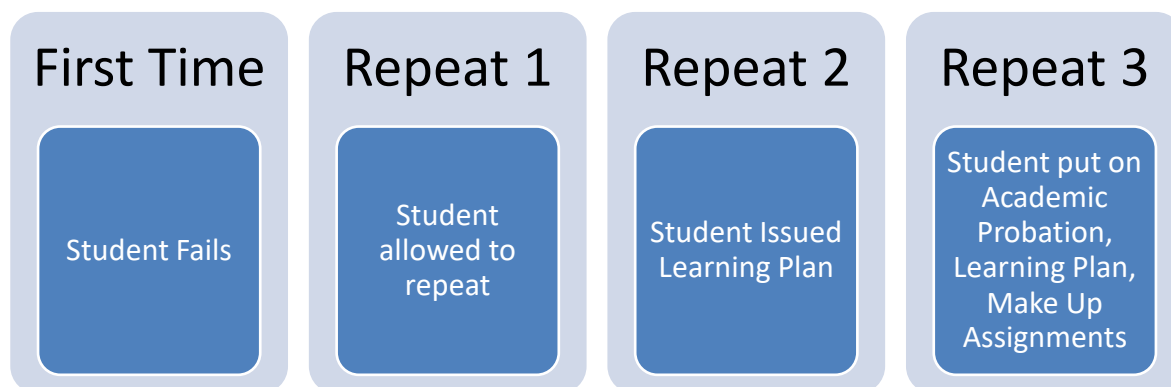 First Time
Student Fails
Repeat 1
Student
allowed to
repeat
Repeat 2
Student Issued
Learning Plan
Repeat 3
Student put on
Academic
Probation,
Learning Plan,
Make Up
Assignments